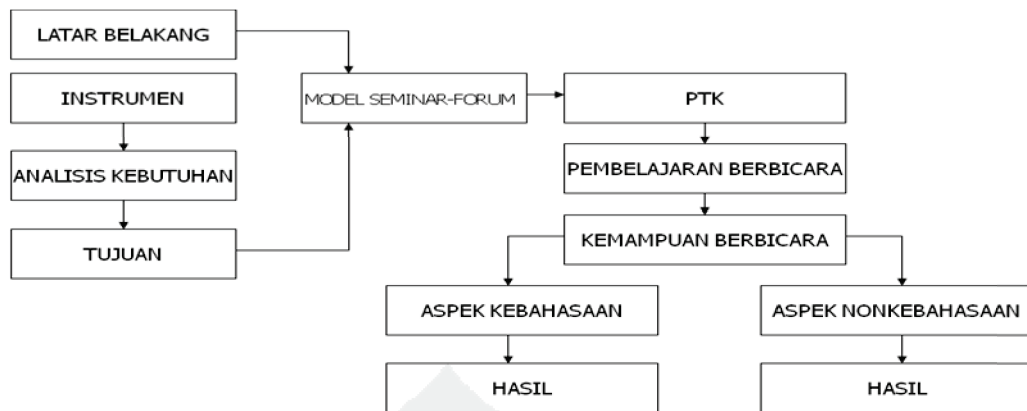 LATAR BELAKANG
INSTRUMEN
ANALISIS KEBUTUHAN
TUJUAN
MODEL SEMINAR-FORUM
PTK
PEMBELAJARAN BERBICARA
KEMAMPUAN BERBICARA
ASPEK KEBAHASAAN
ASPEK NONKEBAHASAAN
HASIL
HASIL